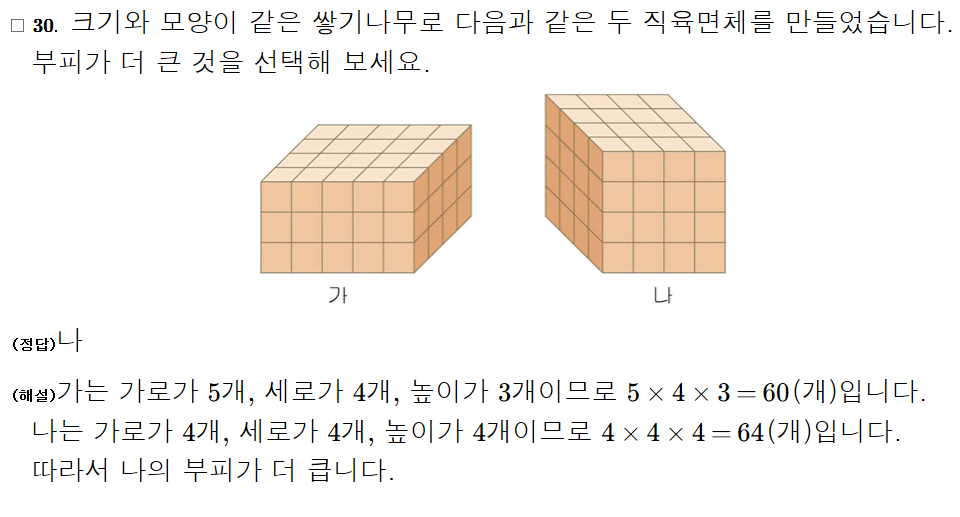 □ 30. 크기와 모양이 같은 쌓기나무로 다음과 같은 두 직육면체를 만들었습니다.
부피가 더 큰 것을 선택해 보세요.
가
나
(정답)나
(해설)가는 가로가 5개, 세로가 4개, 높이가 3개이므로 5 × 4 × 3 = 60(개)입니다.
나는 가로가 4개, 세로가 4개, 높이가 4개이므로 4 × 4 × 4 = 64(개)입니다.
따라서 나의 부피가 더 큽니다.